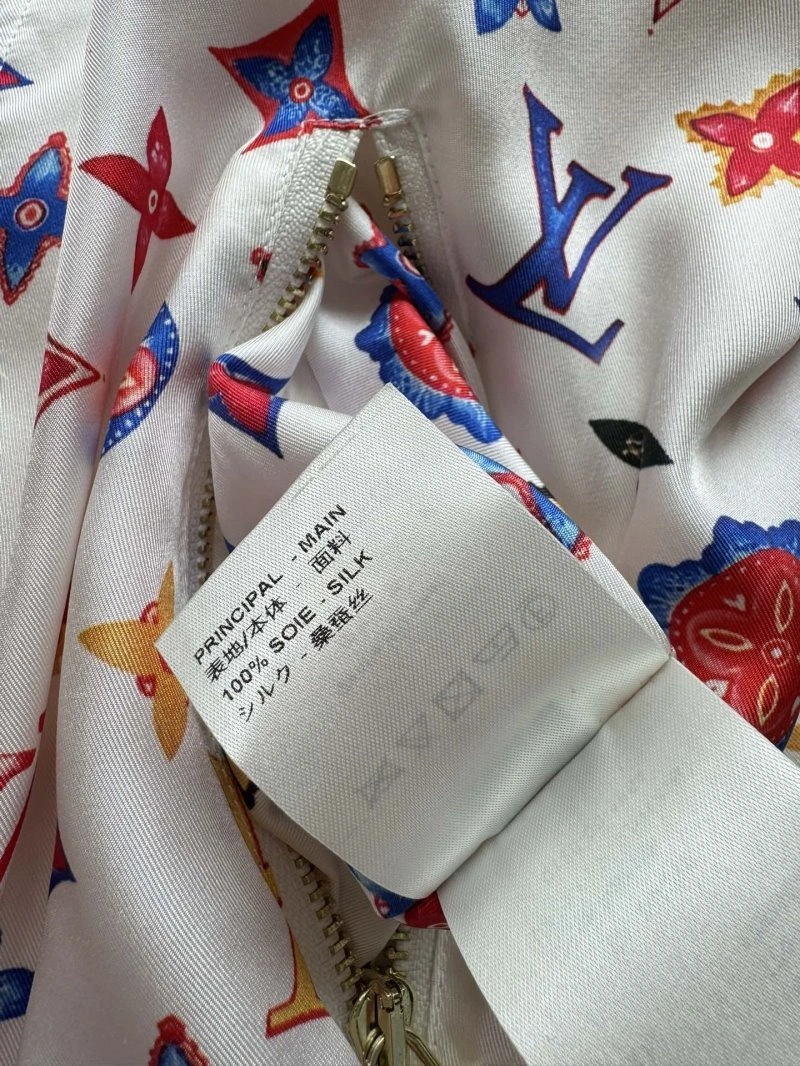 PRINCIPAL - MAIN
表地/本体 - 面料
100% SOIE - SILK
シルク - 桑蚕丝
LV